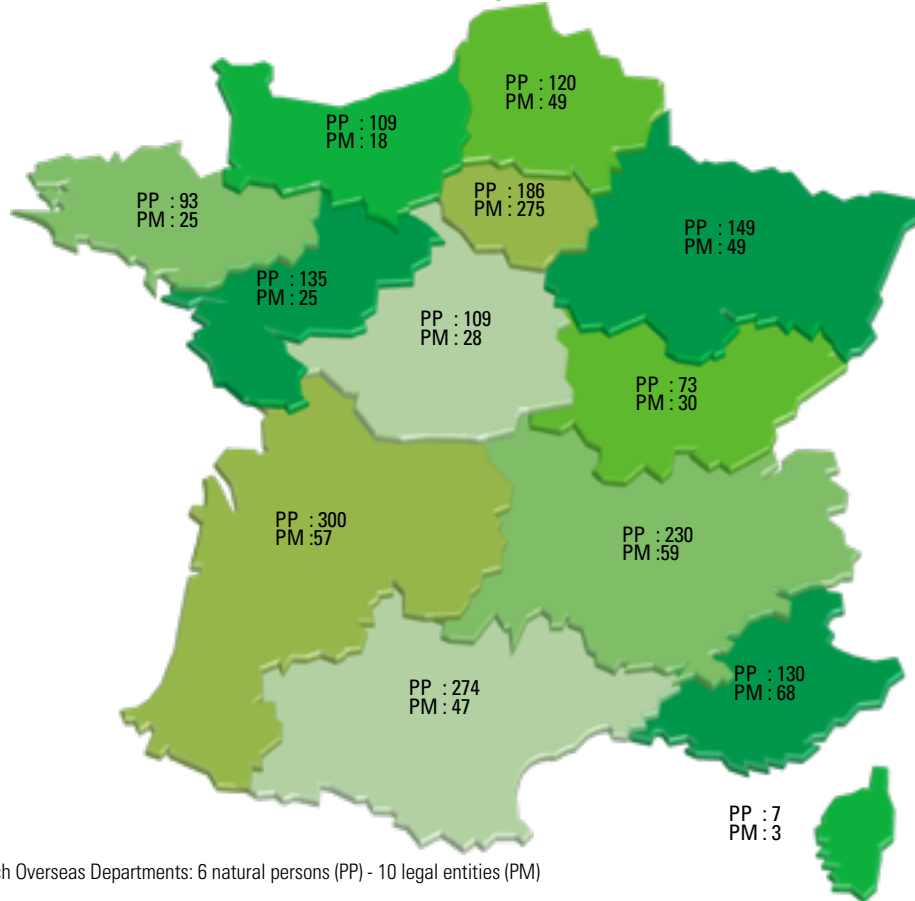 PP : 120
PM : 49
PP : 109
PM : 18
PP : 186
PM : 275
PP : 93
PM : 25
PP : 149
PM : 49
PP : 135
PM : 25
PP : 109
PM : 28
PP : 73
PM : 30
PP : 300
PM :57
PP : 230
PM :59
PP : 130
PM : 68
PP : 274
PM : 47
PP : 7
PM : 3
Overseas Departments: 6 natural persons (PP) - 10 legal entities (PM)